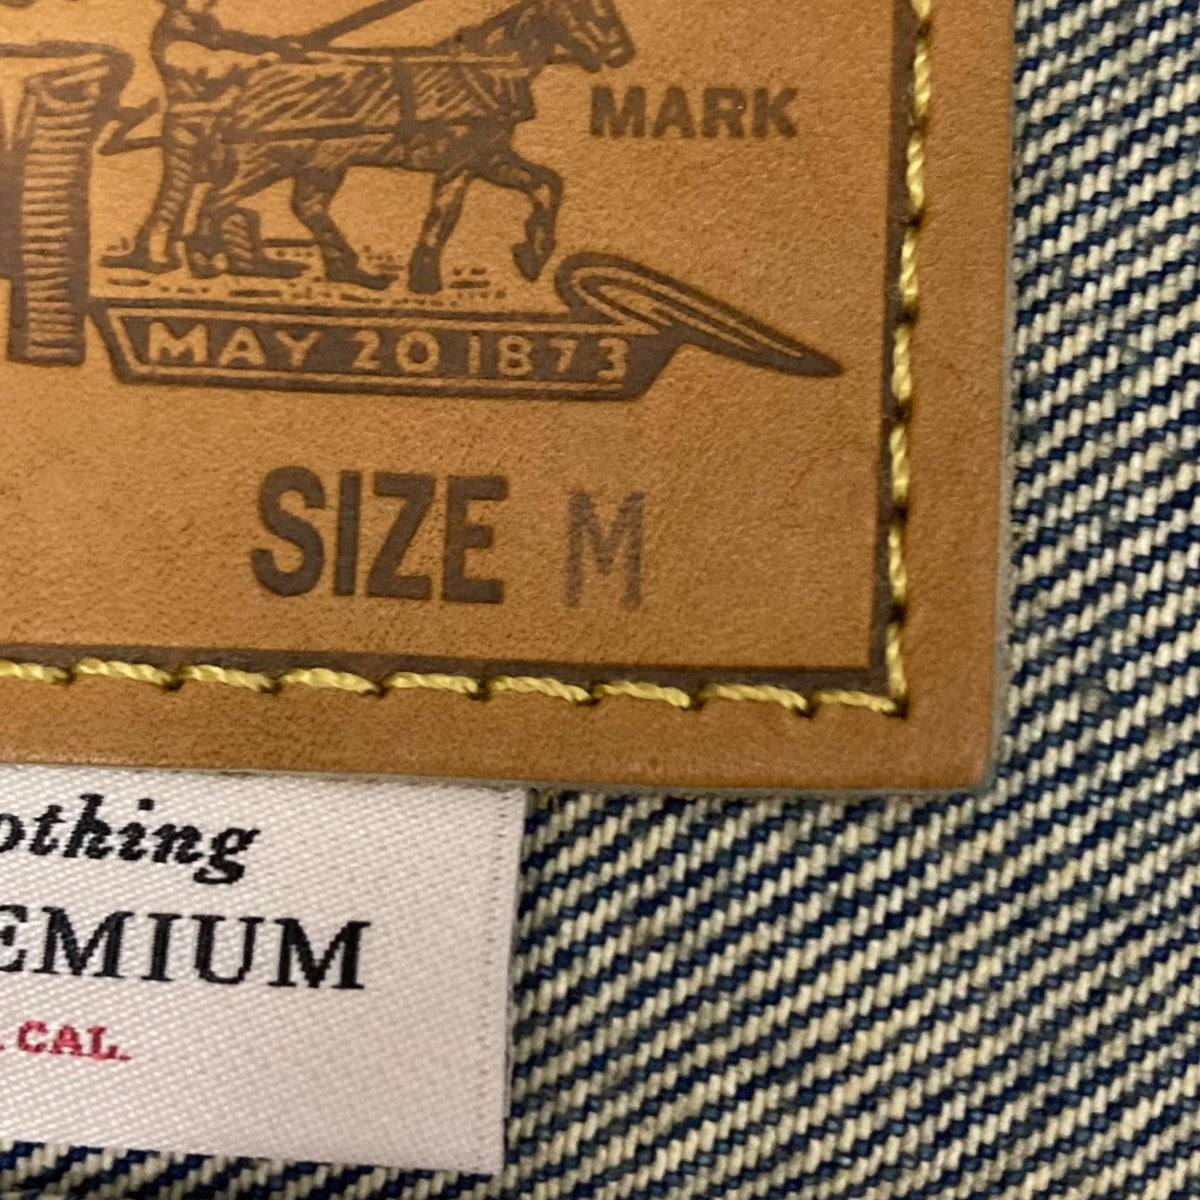 MARK
MAY 20 1873
SIZE M
othing
EMIUM
. CAL.